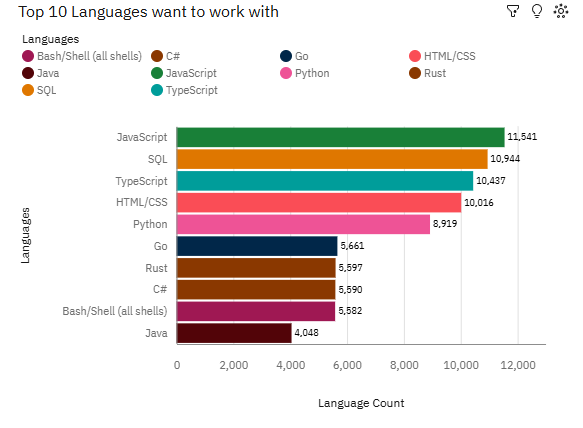 Top 10 Languages want to work with
Languages
Bash/Shell (all shells) C# Go HTML/CSS
Java JavaScript Python Rust
SQL TypeScript
JavaScript 11,541
SQL 10,944
TypeScript 10,437
HTML/CSS 10,016
Python 8,919
Go 5,661
Rust 5,597
C# 5,590
Bash/Shell (all shells) 5,582
Java 4,048
Languages
0 2,000 4,000 6,000 8,000 10,000 12,000
Language Count